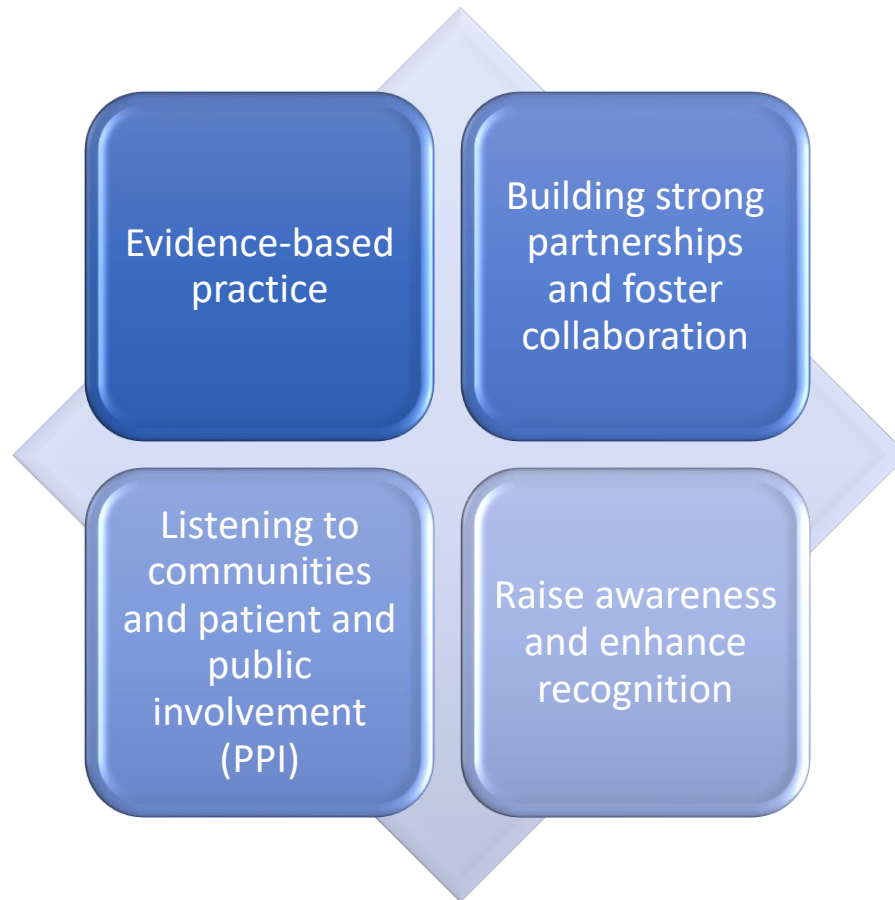 Evidence-based
practice
Building strong
partnerships
and foster
collaboration
Listening to
communities
and patient and
public
involvement
(PPI)
Raise awareness
and enhance
recognition